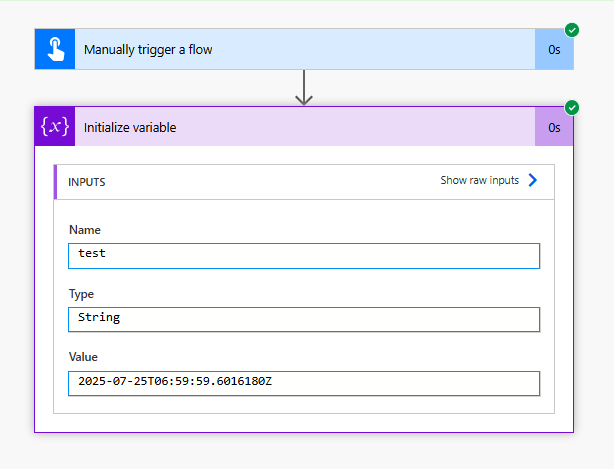 Manually trigger a flow
0s
{x}
Initialize variable
0s
INPUTS
Show raw inputs
Name
test
Type
String
Value
2025-07-25T06:59:59.6016180Z